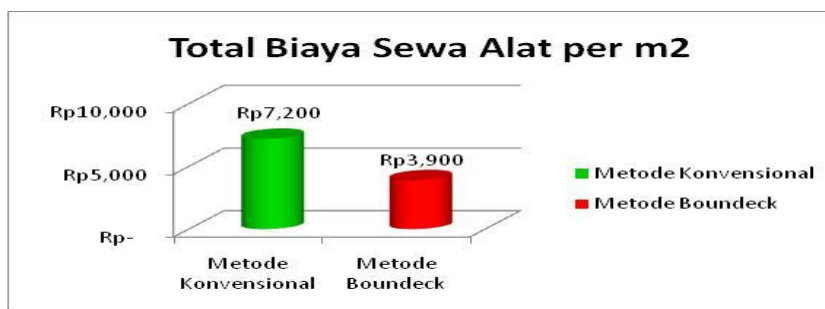 Total Biaya Sewa Alat per m2
Rp10,000
Rp7,200
Rp3,900
Rp5,000
Rp-
Metode Konvensional
Metode Boundeck
Metode
Konvensional
Metode
Boundeck